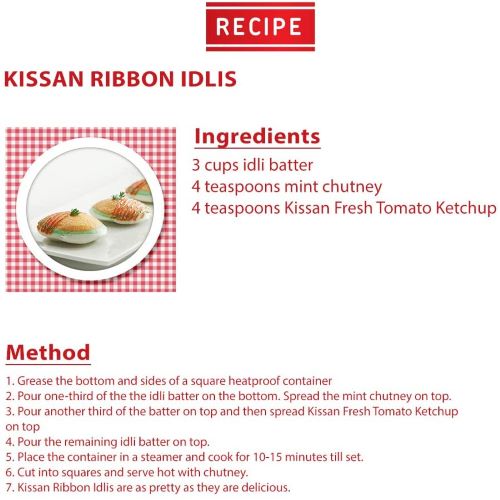 RECIPE
KISSAN RIBBON IDLIS
Ingredients
3 cups idli batter
4 teaspoons mint chutney
4 teaspoons Kissan Fresh Tomato Ketchup
Method
1. Grease the bottom and sides of a square heatproof container
2. Pour one-third of the the idli batter on the bottom. Spread the mint chutney on top.
3. Pour another third of the batter on top and then spread Kissan Fresh Tomato Ketchup
on top
4. Pour the remaining idli batter on top.
5. Place the container in a steamer and cook for 10-15 minutes till set.
6. Cut into squares and serve hot with chutney.
7. Kissan Ribbon Idlis are as pretty as they are delicious.